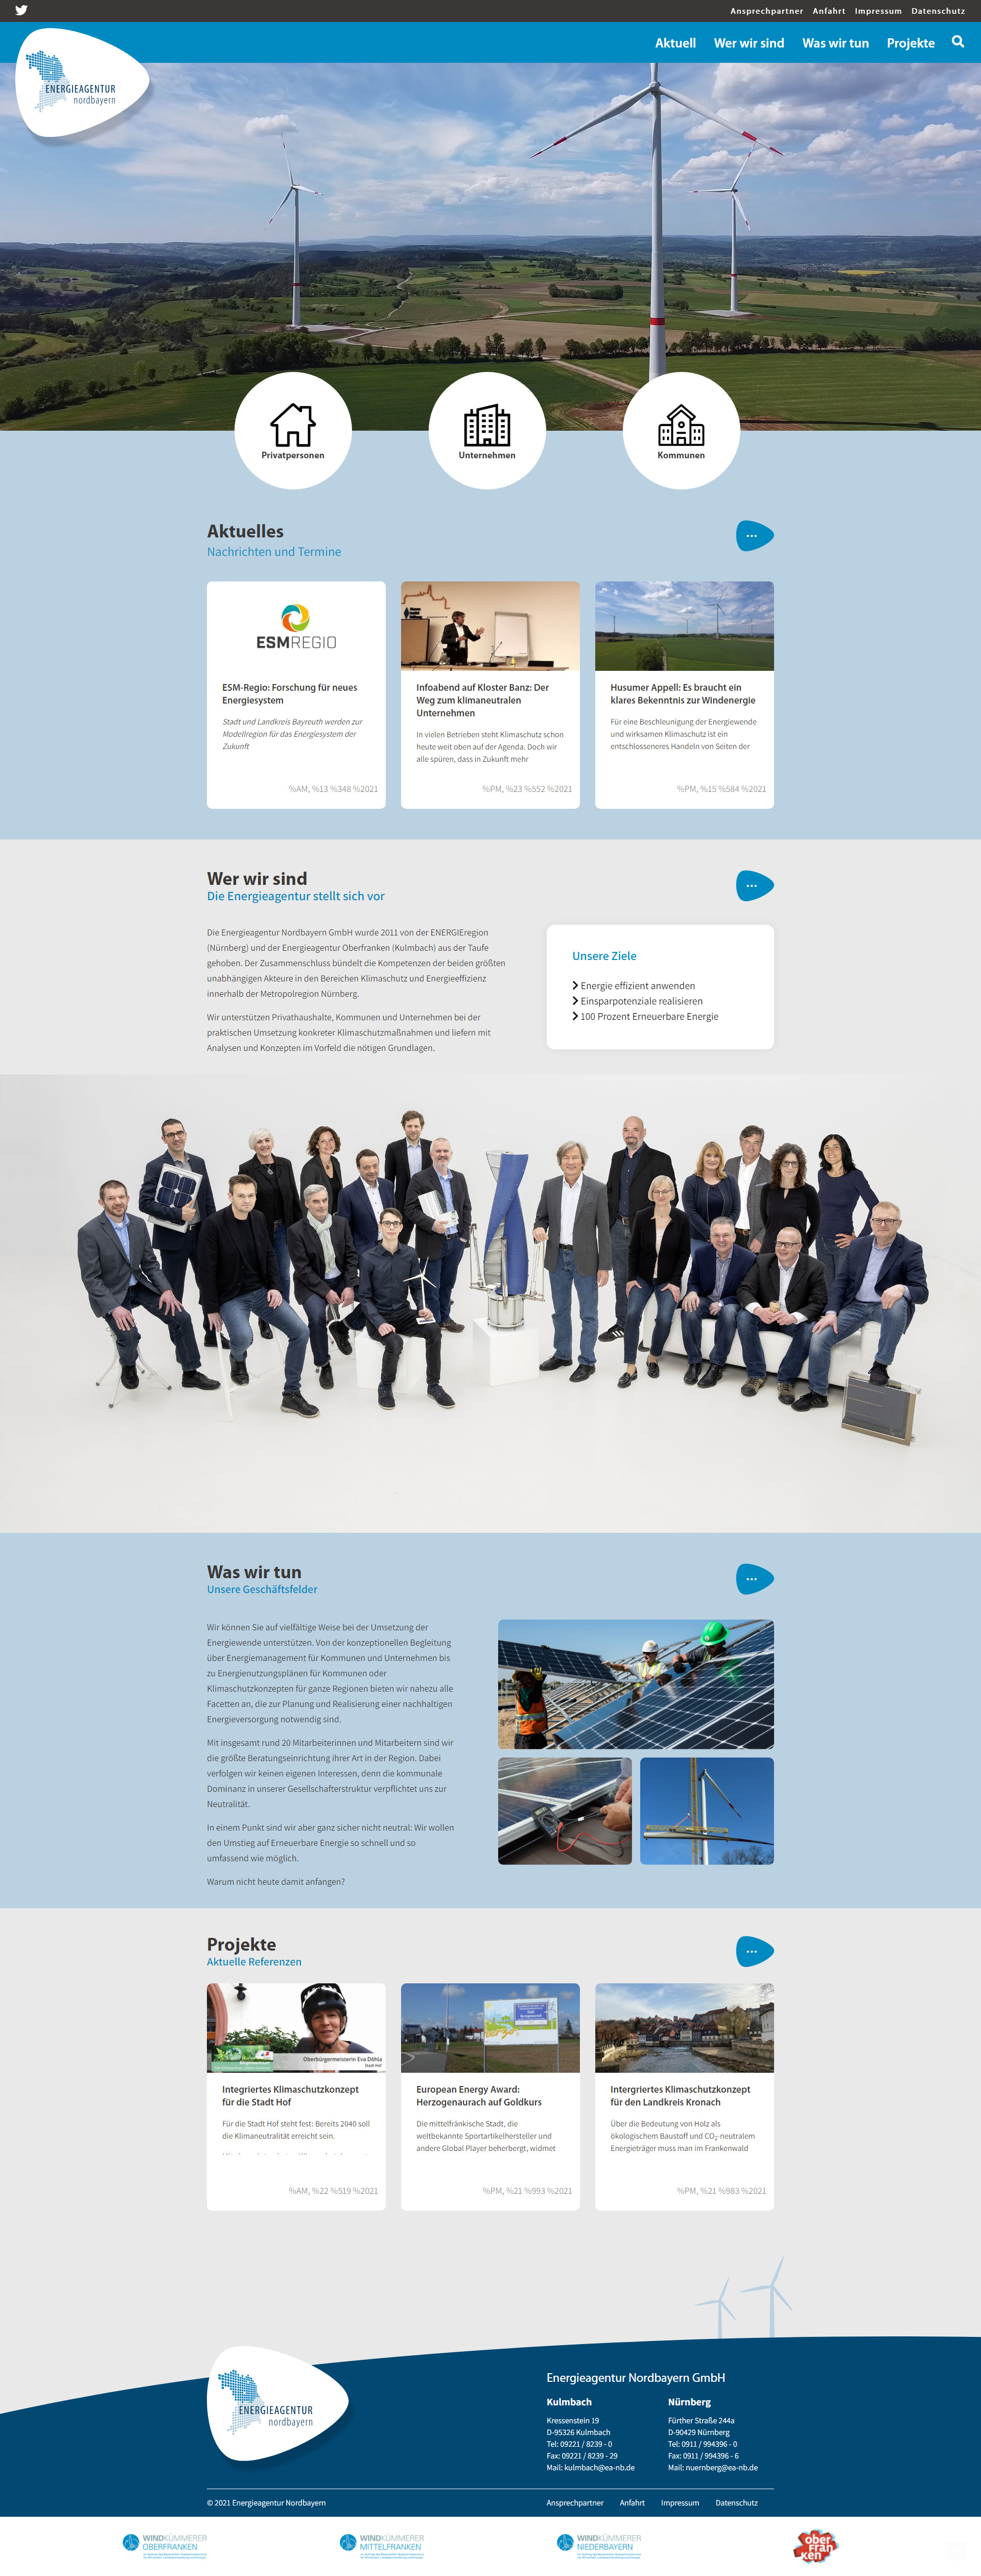 Ansprechpartner Anfahrt Impressum Datenschutz
Aktuell Wer wir sind Was wir tun Projekte
ENERGIEAGENTUR
nordbayern
Privatpersonen
Unternehmen
Kommunen
Aktuelles
Nachrichten und Termine
...
ESMREGIO
ESM-Regio: Forschung für neues
Energiesystem
Stadt und Landkreis Bayreuth werden zur
Modellregion für das Energiesystem der
Zukunft
%AM, %13 %348 %2021
Infoabend auf Kloster Banz: Der
Weg zum klimaneutralen
Unternehmen
In vielen Betrieben steht Klimaschutz schon
heute weit oben auf der Agenda. Doch wir
alle spüren, dass in Zukunft mehr
%PM, %23 %552 %2021
Husumer Appell: Es braucht ein
klares Bekenntnis zur Windenergie
Für eine Beschleunigung der Energiewende
und wirksamen Klimaschutz ist ein
entschlosseneres Handeln von Seiten der
%PM, %15 %584 %2021
Wer wir sind
Die Energieagentur stellt sich vor
...
Die Energieagentur Nordbayern GmbH wurde 2011 von der ENERGIEregion
(Nürnberg) und der Energieagentur Oberfranken (Kulmbach) aus der Taufe
gehoben. Der Zusammenschluss bündelt die Kompetenzen der beiden größten
unabhängigen Akteure in den Bereichen Klimaschutz und Energieeffizienz
innerhalb der Metropolregion Nürnberg.
Wir unterstützen Privathaushalte, Kommunen und Unternehmen bei der
praktischen Umsetzung konkreter Klimaschutzmaßnahmen und liefern mit
Analysen und Konzepten im Vorfeld die nötigen Grundlagen.
Unsere Ziele
Energie effizient anwenden
Einsparpotenziale realisieren
100 Prozent Erneuerbare Energie
Was wir tun
Unsere Geschäftsfelder
...
Wir können Sie auf vielfältige Weise bei der Umsetzung der
Energiewende unterstützen. Von der konzeptionellen Begleitung
über Energiemanagement für Kommunen und Unternehmen bis
zu Energienutzungsplänen für Kommunen oder
Klimaschutzkonzepten für ganze Regionen bieten wir nahezu alle
Facetten an, die zur Planung und Realisierung einer nachhaltigen
Energieversorgung notwendig sind.
Mit insgesamt rund 20 Mitarbeiterinnen und Mitarbeitern sind wir
die größte Beratungseinrichtung ihrer Art in der Region. Dabei
verfolgen wir keinen eigenen Interessen, denn die kommunale
Dominanz in unserer Gesellschafterstruktur verpflichtet uns zur
Neutralität.
In einem Punkt sind wir aber ganz sicher nicht neutral: Wir wollen
den Umstieg auf Erneuerbare Energie so schnell und so
umfassend wie möglich.
Warum nicht heute damit anfangen?
Projekte
Aktuelle Referenzen
...
Oberbürgermeisterin Eva Döhla
Stadt Hof
Integriertes Klimaschutzkonzept
für die Stadt Hof
Für die Stadt Hof steht fest: Bereits 2040 soll
die Klimaneutralität erreicht sein.
%AM, %22 %519 %2021
European Energy Award:
Herzogenaurach auf Goldkurs
Die mittelfränkische Stadt, die
weltbekannte Sportartikelhersteller und
andere Global Player beherbergt, widmet
%PM, %21 %993 %2021
Intergriertes Klimaschutzkonzept
für den Landkreis Kronach
Über die Bedeutung von Holz als
ökologischem Baustoff und CO2-neutralem
Energieträger muss man im Frankenwald
%PM, %21 %983 %2021
ENERGIEAGENTUR
nordbayern
Energieagentur Nordbayern GmbH
Kulmbach
Kressenstein 19
D-95326 Kulmbach
Tel: 09221 / 8239 - 0
Fax: 09221 / 8239 - 29
Mail: kulmbach@ea-nb.de
Nürnberg
Fürther Straße 244a
D-90429 Nürnberg
Tel: 0911 / 994396 - 0
Fax: 0911 / 994396 - 6
Mail: nuernberg@ea-nb.de
© 2021 Energieagentur Nordbayern
Ansprechpartner Anfahrt Impressum Datenschutz
WINDKÜMMERER
OBERFRANKEN
WINDKÜMMERER
MITTELFRANKEN
WINDKÜMMERER
NIEDERBAYERN
ober
fran
ken